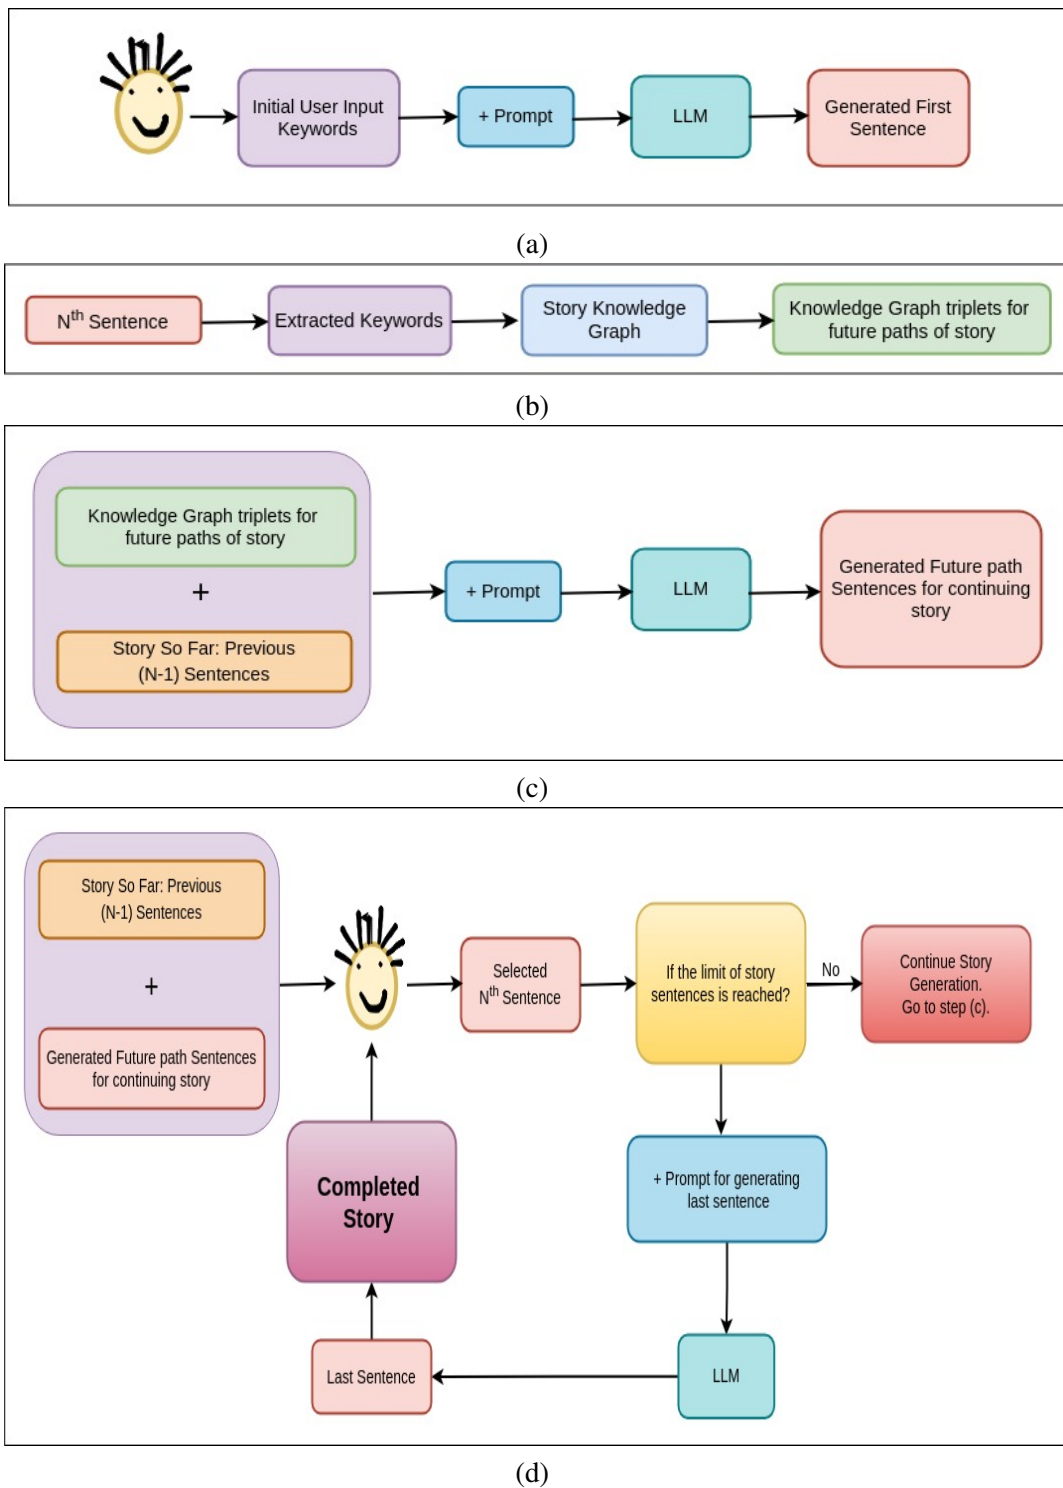 Initial User Input
Keywords
+ Prompt
LLM
Generated First
Sentence
(a)
Nth Sentence
Extracted Keywords
Story Knowledge
Graph
Knowledge Graph triplets for
future paths of story
(b)
Knowledge Graph triplets for
future paths of story
+
Story So Far: Previous
(N-1) Sentences
+ Prompt
LLM
Generated Future path
Sentences for continuing
story
(c)
Story So Far: Previous
(N-1) Sentences
+
Generated Future path Sentences
for continuing story
Selected
Nth Sentence
If the limit of story
sentences is reached?
No
Continue Story
Generation.
Go to step (c).
+ Prompt for generating
last sentence
LLM
Last Sentence
Completed
Story
(d)